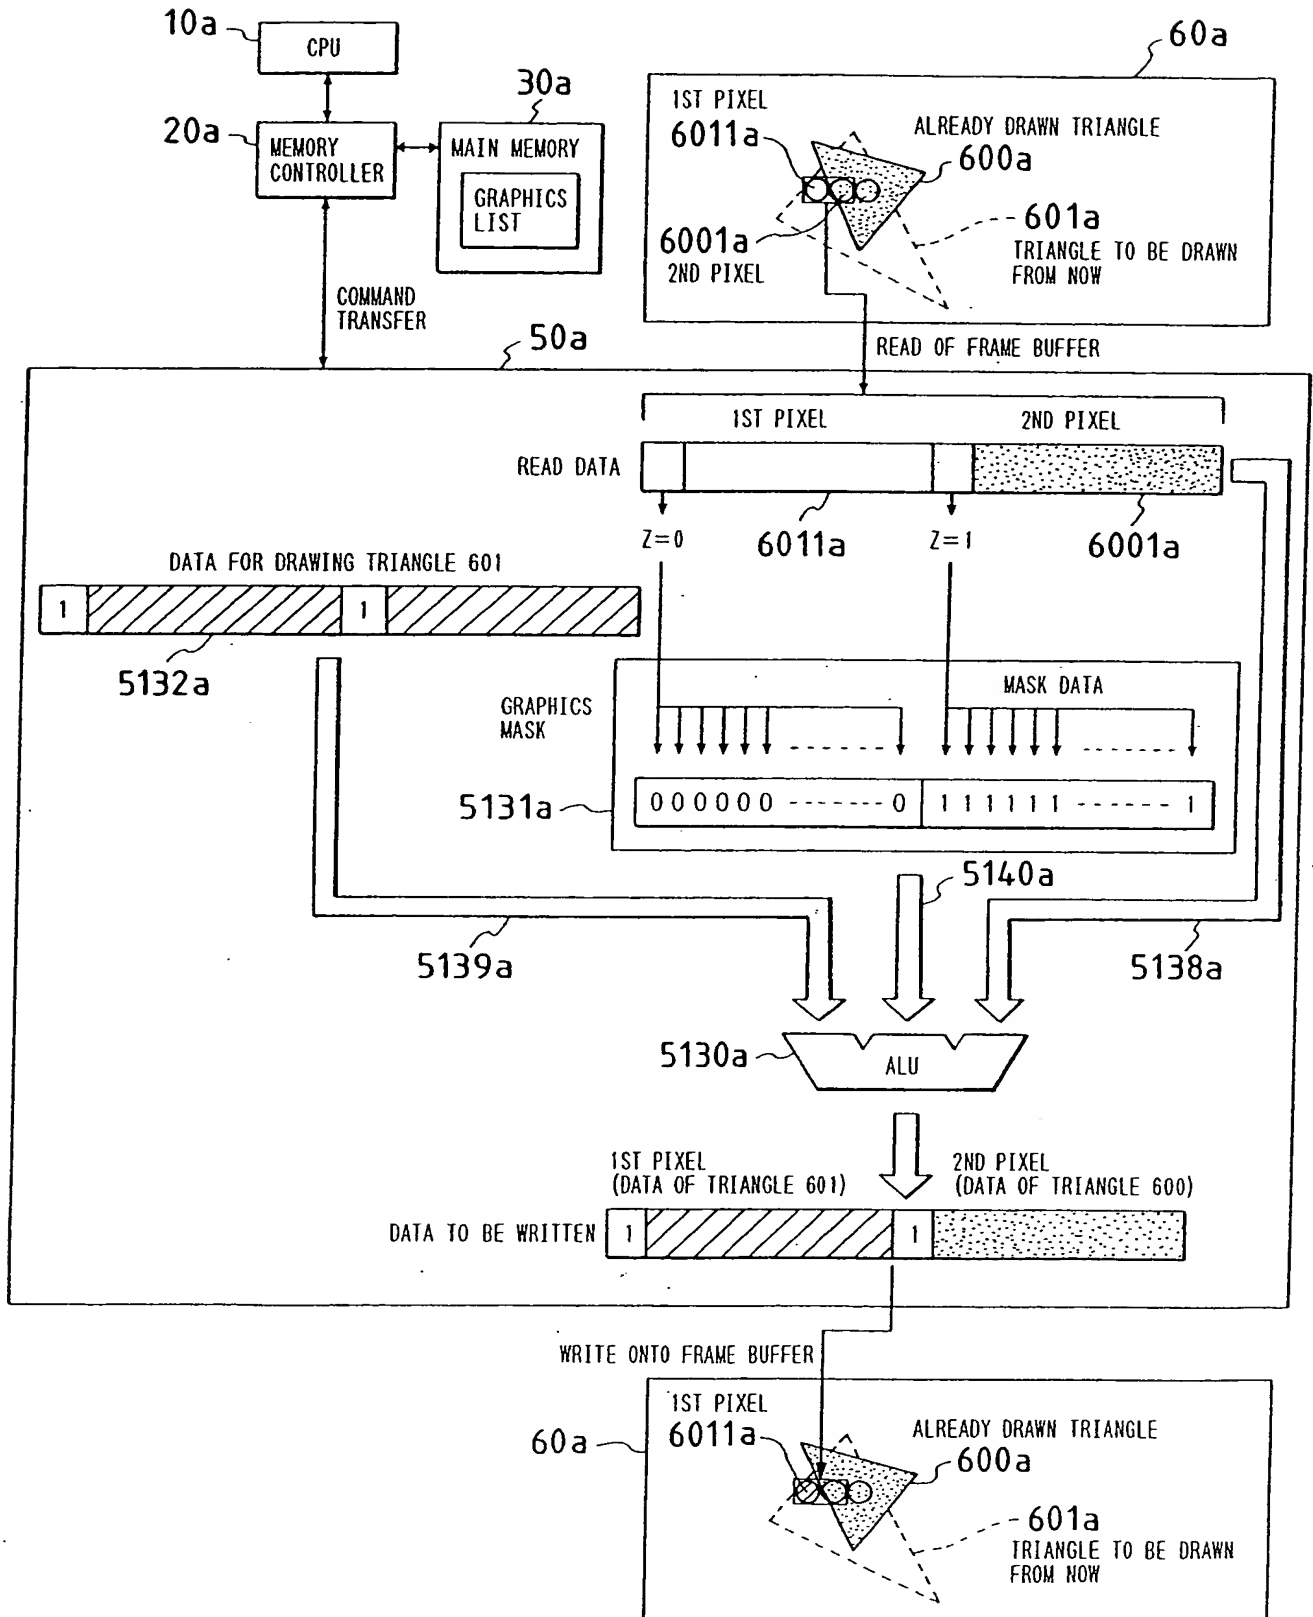 10a
CPU
20a
MEMORY
CONTROLLER
30a
MAIN MEMORY
GRAPHICS
LIST
COMMAND
TRANSFER
60a
1ST PIXEL
6011a
ALREADY DRAWN TRIANGLE
600a
6001a
2ND PIXEL
601a
TRIANGLE TO BE DRAWN
FROM NOW
READ OF FRAME BUFFER
50a
1ST PIXEL
2ND PIXEL
READ DATA
Z=0
6011a
Z=1
6001a
DATA FOR DRAWING TRIANGLE 601
1
1
5132a
GRAPHICS
MASK
MASK DATA
5131a
000000 ------- 0 111111 ------- 1
5140a
5139a
5138a
5130a
ALU
1ST PIXEL
(DATA OF TRIANGLE 601)
2ND PIXEL
(DATA OF TRIANGLE 600)
DATA TO BE WRITTEN
1
1
WRITE ONTO FRAME BUFFER
60a
1ST PIXEL
6011a
ALREADY DRAWN TRIANGLE
600a
601a
TRIANGLE TO BE DRAWN
FROM NOW